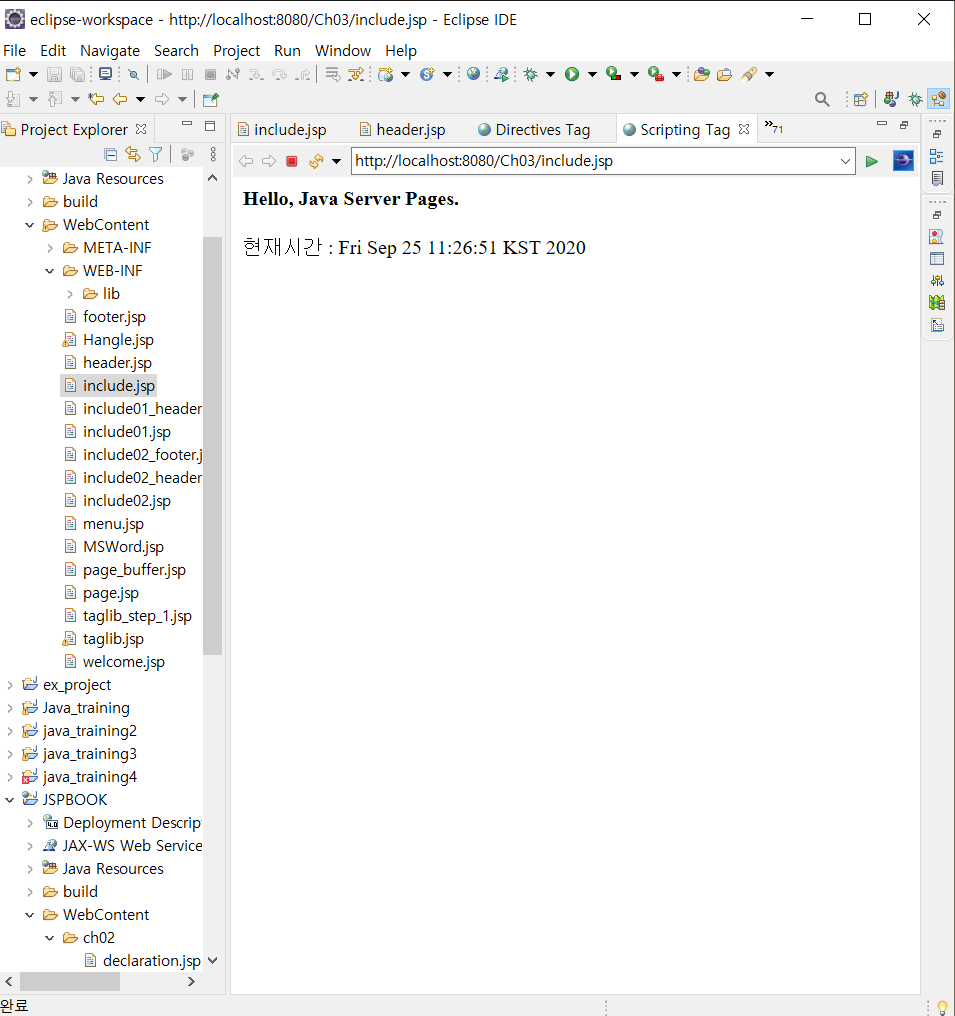 eclipse-workspace - http://localhost:8080/Ch03/include.jsp - Eclipse IDE
File Edit Navigate Search Project Run Window Help
Project Explorer
Java Resources
build
WebContent
META-INF
WEB-INF
lib
footer.jsp
Hangle.jsp
header.jsp
include.jsp
include01_header
include01.jsp
include02_footer.j
include02_header
include02.jsp
menu.jsp
MSWord.jsp
page_buffer.jsp
page.jsp
taglib_step_1.jsp
taglib.jsp
welcome.jsp
ex_project
Java_training
java_training2
java_training3
java_training4
JSPBOOK
Deployment Descrip
JAX-WS Web Service
Java Resources
build
WebContent
ch02
declaration.jsp
include.jsp header.jsp Directives Tag Scripting Tag 71
http://localhost:8080/Ch03/include.jsp
Hello, Java Server Pages.
현재시간 : Fri Sep 25 11:26:51 KST 2020
완료